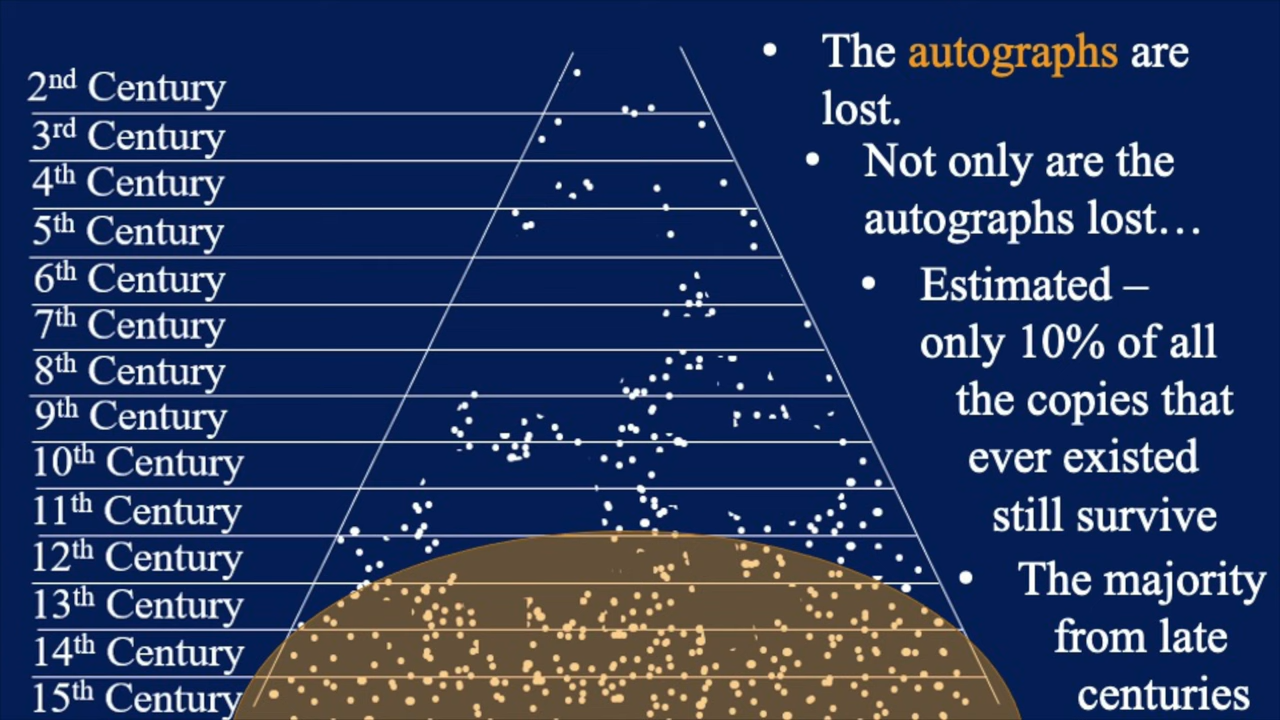 2nd Century
3rd Century
4th Century
5th Century
6th Century
7th Century
8th Century
9th Century
10th Century
11th Century
12th Century
13th Century
14th Century
15th Century
• The autographs are
lost.
• Not only are the
autographs lost…
• Estimated –
only 10% of all
the copies that
ever existed
still survive
• The majority
from late
centuries